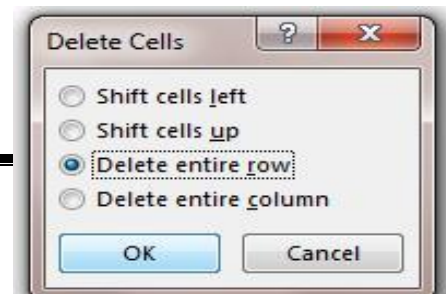 Delete Cells
Shift cells left
Shift cells up
Delete entire row
Delete entire column
OK Cancel